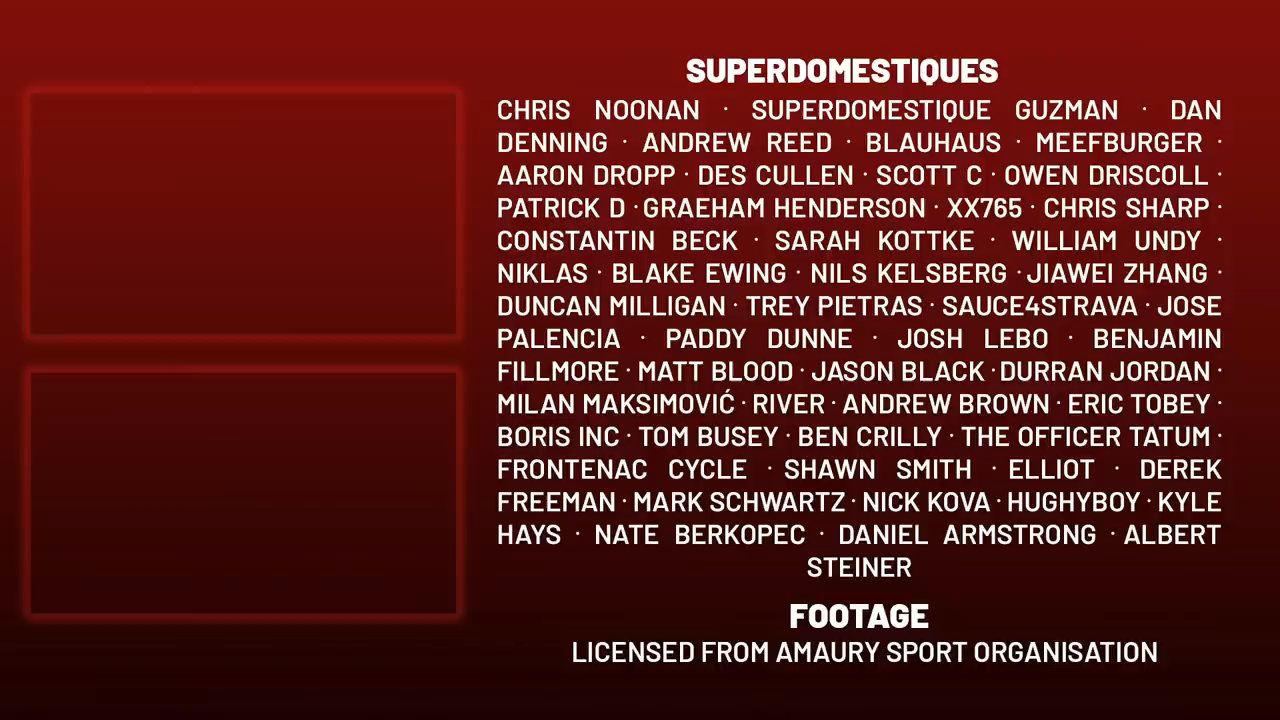 SUPERDOMESTIQUES
CHRIS NOONAN · SUPERDOMESTIQUE GUZMAN · DAN
DENNING · ANDREW REED · BLAUHAUS · MEEFBURGER ·
AARON DROPP · DES CULLEN · SCOTT C · OWEN DRISCOLL ·
PATRICK D · GRAEHAM HENDERSON · XX765 · CHRIS SHARP ·
CONSTANTIN BECK · SARAH KOTTKE · WILLIAM UNDY ·
NIKLAS · BLAKE EWING · NILS KELSBERG · JIAWEI ZHANG ·
DUNCAN MILLIGAN · TREY PIETRAS · SAUCE4STRAVA · JOSE
PALENCIA · PADDY DUNNE · JOSH LEBO · BENJAMIN
FILLMORE · MATT BLOOD · JASON BLACK · DURRAN JORDAN ·
MILAN MAKSIMOVIĆ · RIVER · ANDREW BROWN · ERIC TOBEY ·
BORIS INC · TOM BUSEY · BEN CRILLY · THE OFFICER TATUM ·
FRONTENAC CYCLE · SHAWN SMITH · ELLIOT · DEREK
FREEMAN · MARK SCHWARTZ · NICK KOVA · HUGHYBOY · KYLE
HAYS · NATE BERKOPEC · DANIEL ARMSTRONG · ALBERT
STEINER
FOOTAGE
LICENSED FROM AMAURY SPORT ORGANISATION